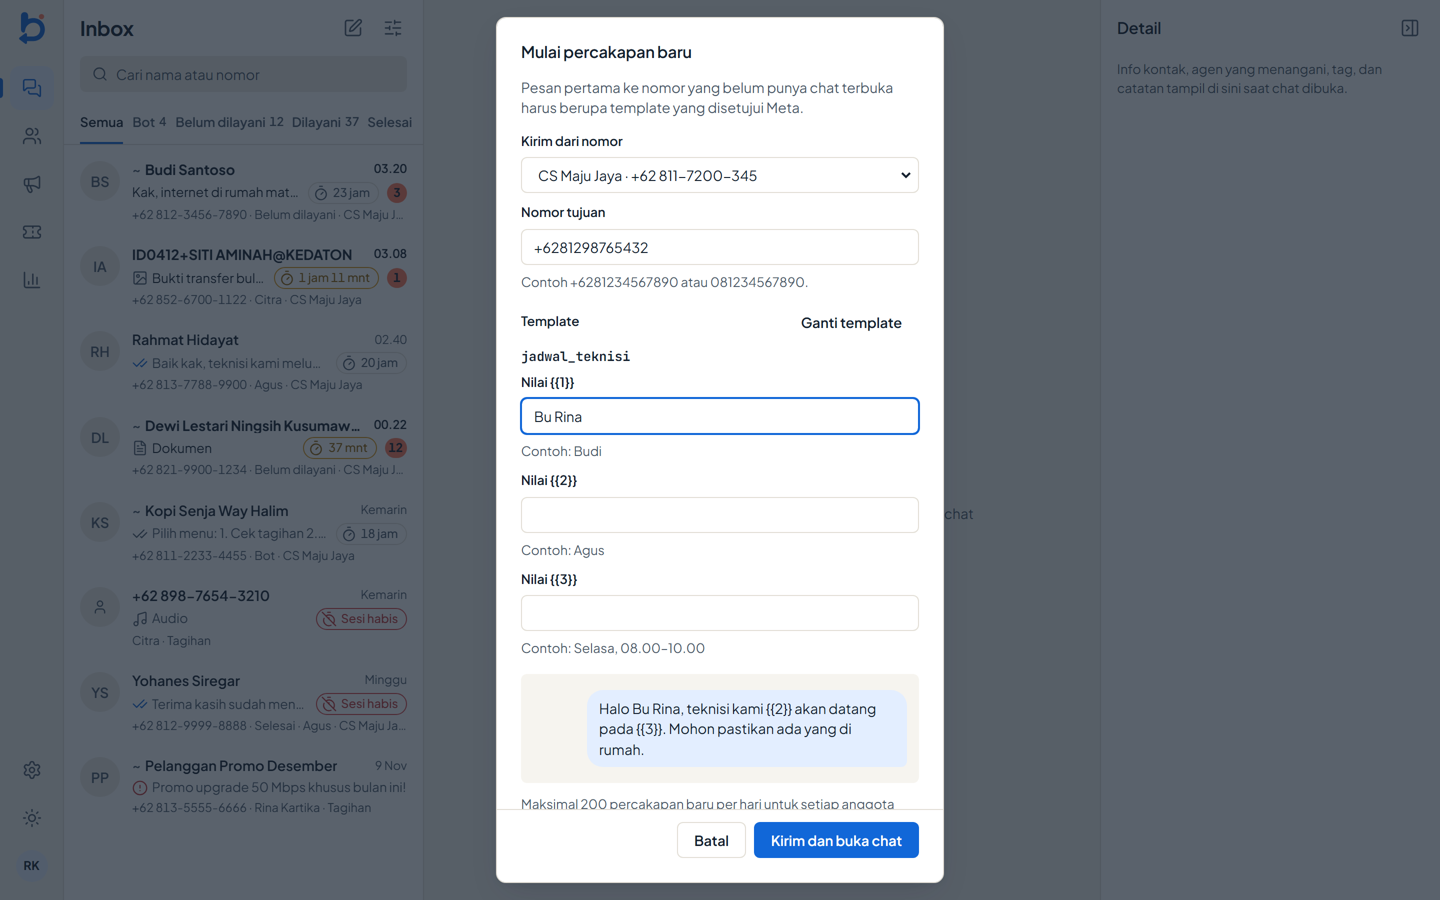 Inbox
Cari nama atau nomor
Semua Bot 4 Belum dilayani 12 Dilayani 37 Selesai
BS
~ Budi Santoso 03.20
Kak, internet di rumah mat... 23 jam 3
+62 812-3456-7890 · Belum dilayani · CS Maju J...
IA
ID0412+SITI AMINAH@KEDATON 03.08
Bukti transfer bul... 1 jam 11 mnt 1
+62 852-6700-1122 · Citra · CS Maju Jaya
RH
Rahmat Hidayat 02.40
Baik kak, teknisi kami melu... 20 jam
+62 813-7788-9900 · Agus · CS Maju Jaya
DL
~ Dewi Lestari Ningsih Kusumaw... 00.22
Dokumen 37 mnt 12
+62 821-9900-1234 · Belum dilayani · CS Maju J...
KS
~ Kopi Senja Way Halim Kemarin
Pilih menu: 1. Cek tagihan 2.... 18 jam
+62 811-2233-4455 · Bot · CS Maju Jaya
+62 898-7654-3210 Kemarin
Audio Sesi habis
Citra · Tagihan
YS
Yohanes Siregar Minggu
Terima kasih sudah men... Sesi habis
+62 812-9999-8888 · Selesai · Agus · CS Maju Ja...
PP
~ Pelanggan Promo Desember 9 Nov
Promo upgrade 50 Mbps khusus bulan ini!
+62 813-5555-6666 · Rina Kartika · Tagihan
RK
Mulai percakapan baru
Pesan pertama ke nomor yang belum punya chat terbuka
harus berupa template yang disetujui Meta.
Kirim dari nomor
CS Maju Jaya · +62 811-7200-345
Nomor tujuan
+6281298765432
Contoh +6281234567890 atau 081234567890.
Template Ganti template
jadwal_teknisi
Nilai {{1}}
Bu Rina
Contoh: Budi
Nilai {{2}}
Contoh: Agus
Nilai {{3}}
Contoh: Selasa, 08.00–10.00
Halo Bu Rina, teknisi kami {{2}} akan datang
pada {{3}}. Mohon pastikan ada yang di
rumah.
Maksimal 200 percakapan baru per hari untuk setiap anggota
Batal Kirim dan buka chat
chat
Detail
Info kontak, agen yang menangani, tag, dan
catatan tampil di sini saat chat dibuka.